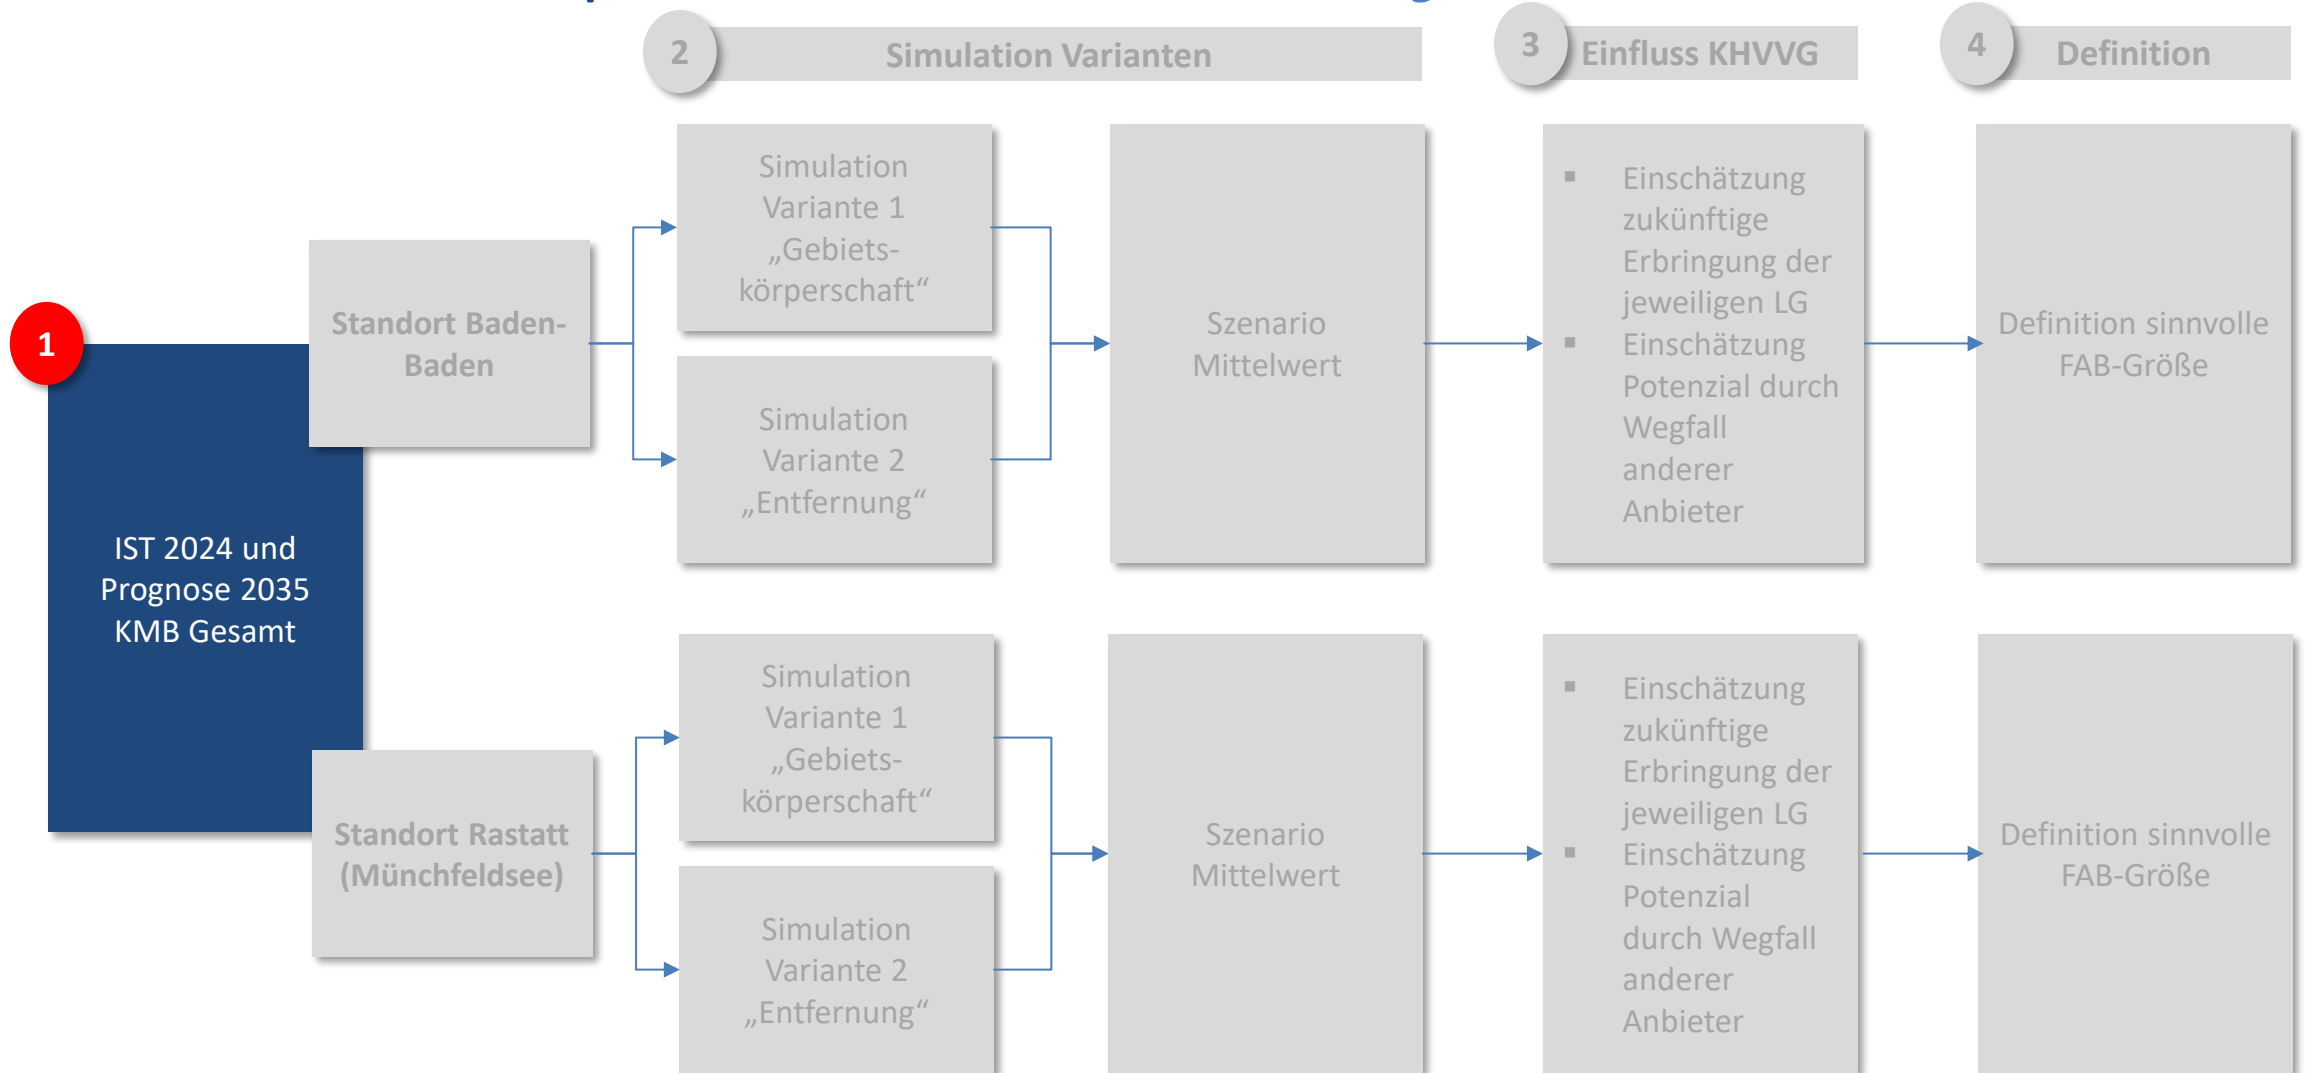 2
Simulation Varianten
3
Einfluss KHVVG
4
Definition
1
IST 2024 und
Prognose 2035
KMB Gesamt
Standort Baden-
Baden
Simulation
Variante 1
„Gebiets-
körperschaft“
Simulation
Variante 2
„Entfernung“
Szenario
Mittelwert
▪ Einschätzung
zukünftige
Erbringung der
jeweiligen LG
▪ Einschätzung
Potenzial durch
Wegfall
anderer
Anbieter
Definition sinnvolle
FAB-Größe
Standort Rastatt
(Münchfeldsee)
Simulation
Variante 1
„Gebiets-
körperschaft“
Simulation
Variante 2
„Entfernung“
Szenario
Mittelwert
▪ Einschätzung
zukünftige
Erbringung der
jeweiligen LG
▪ Einschätzung
Potenzial
durch Wegfall
anderer
Anbieter
Definition sinnvolle
FAB-Größe